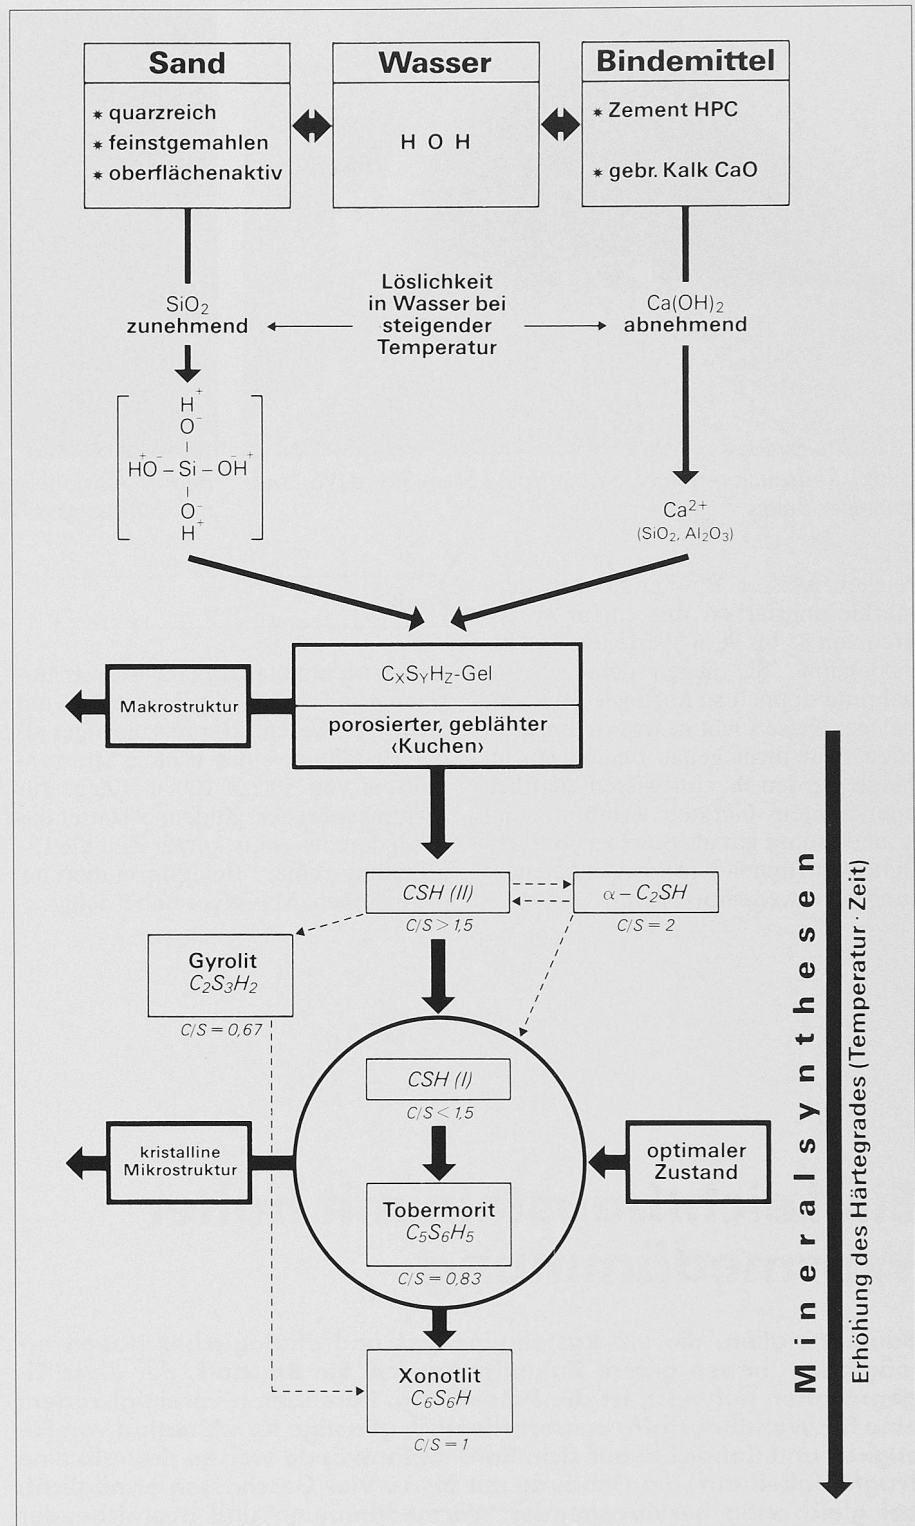 Sand
Wasser
Bindemittel
✷ quarzreich
✷ feinstgemahlen
✷ oberflächenaktiv
H O H
✷ Zement HPC
✷ gebr. Kalk CaO
SiO₂
zunehmend
Löslichkeit
in Wasser bei
steigender
Temperatur
Ca(OH)₂
abnehmend
H⁺
O⁻
H⁺O⁻ – Si – O⁻H⁺
O⁻
H⁺
Ca²⁺
(SiO₂, Al₂O₃)
CₓSᵧH_Z-Gel
porosierter, geblähter
‹Kuchen›
Makrostruktur
CSH (II)
C/S > 1,5
α – C₂SH
C/S = 2
Gyrolit
C₂S₃H₂
C/S = 0,67
CSH (I)
C/S < 1,5
kristalline
Mikrostruktur
optimaler
Zustand
Tobermorit
C₅S₆H₅
C/S = 0,83
Xonotlit
C₆S₆H
C/S = 1
Mineralsynthesen
Erhöhung des Härtegrades (Temperatur · Zeit)